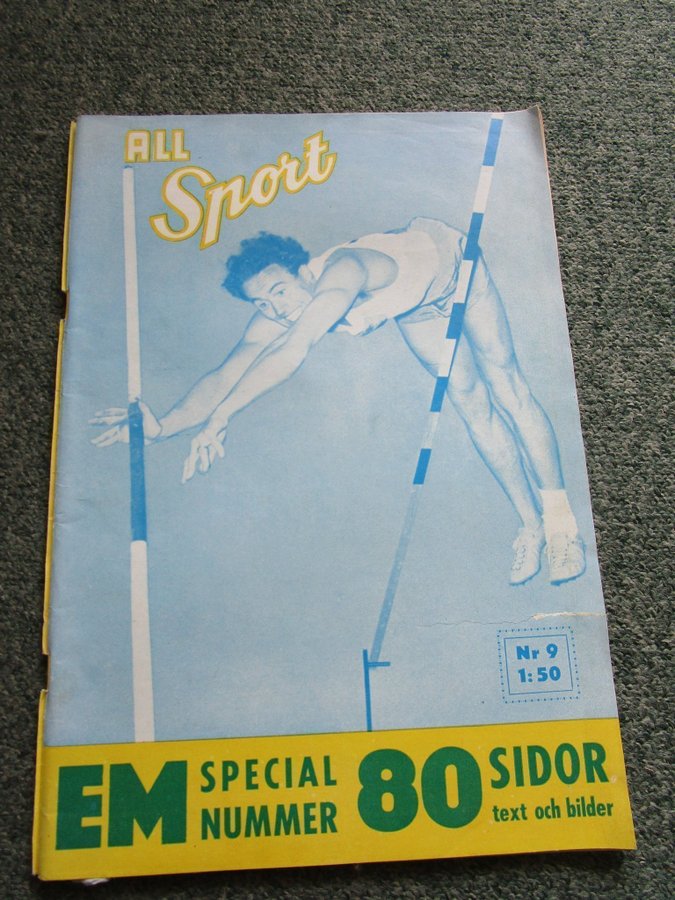 ALL
Sport
Nr 9
1:50
EM SPECIAL NUMMER 80 SIDOR
text och bilder